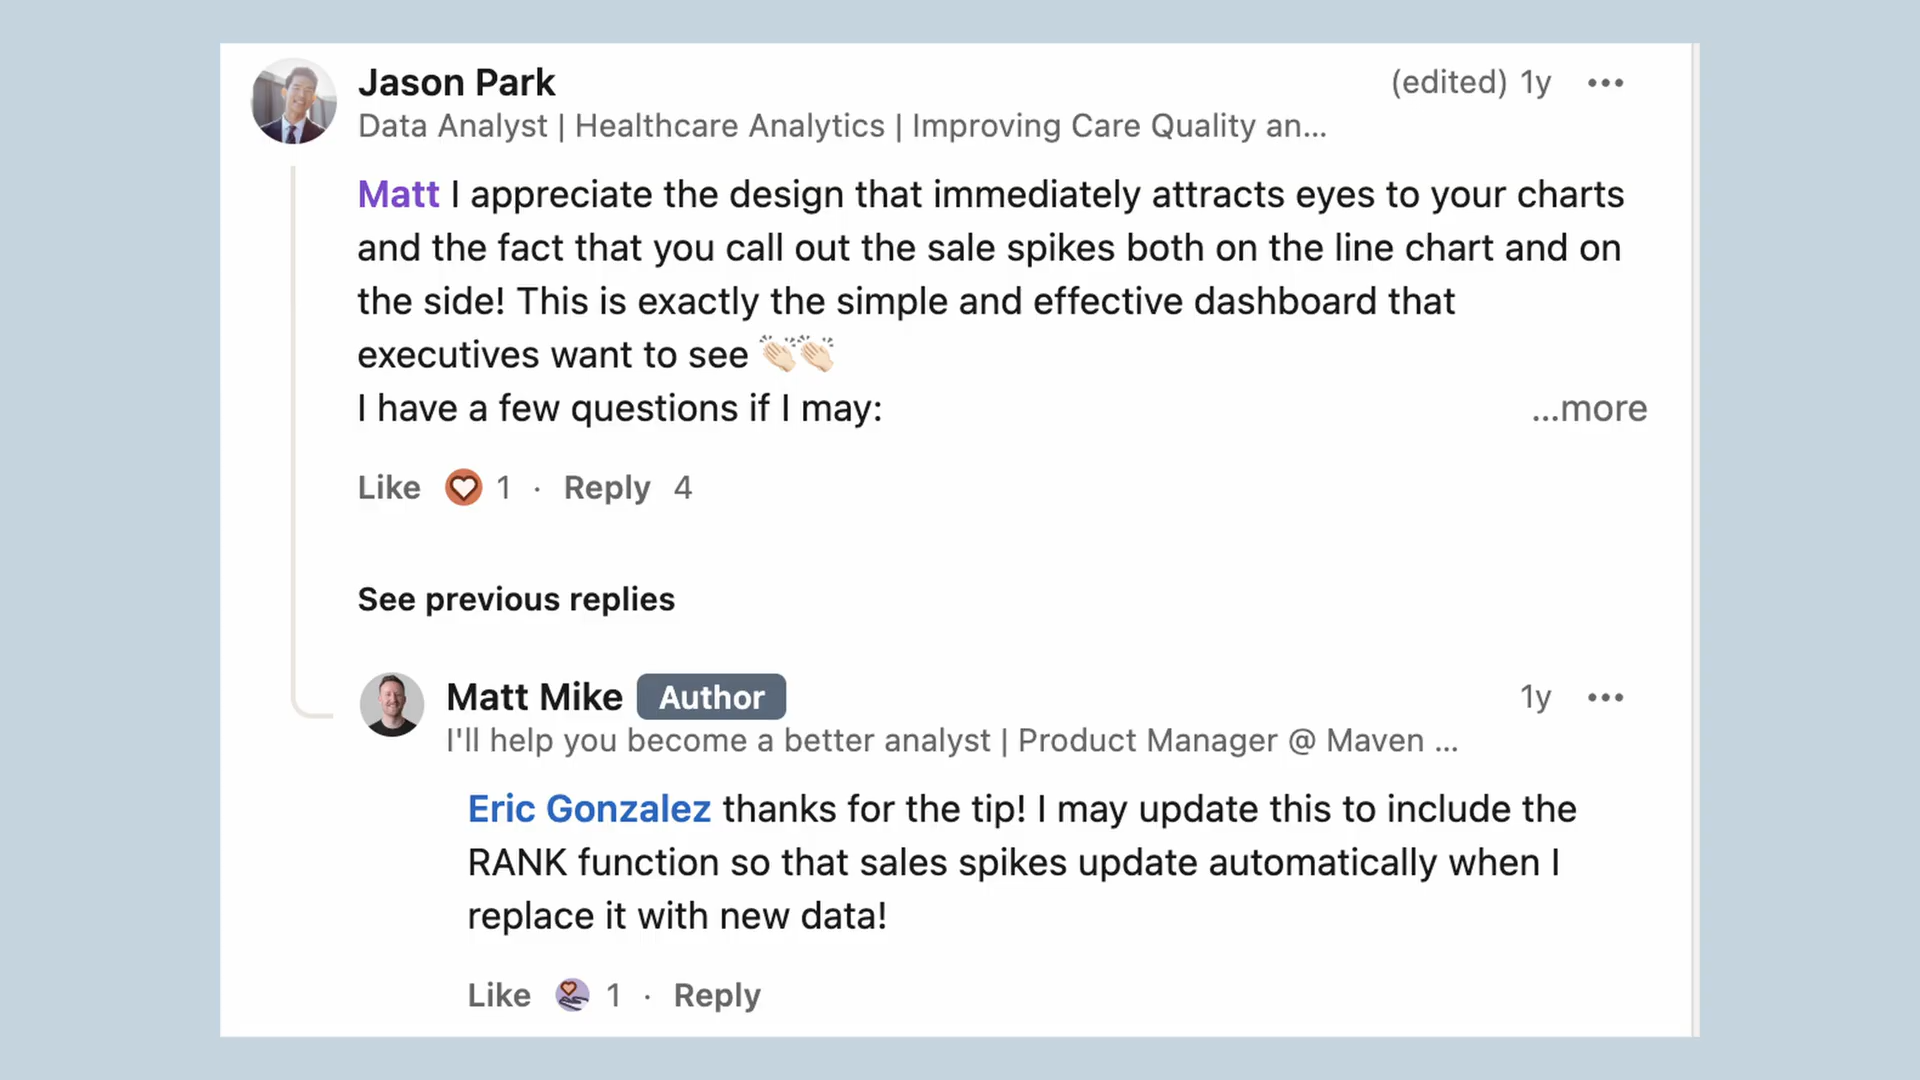 Jason Park
(edited) 1y
Data Analyst | Healthcare Analytics | Improving Care Quality an...
Matt I appreciate the design that immediately attracts eyes to your charts
and the fact that you call out the sale spikes both on the line chart and on
the side! This is exactly the simple and effective dashboard that
executives want to see 👏🏻👏🏻
I have a few questions if I may:
...more
Like 1 · Reply 4
See previous replies
Matt Mike Author
1y
I'll help you become a better analyst | Product Manager @ Maven ...
Eric Gonzalez thanks for the tip! I may update this to include the
RANK function so that sales spikes update automatically when I
replace it with new data!
Like 1 · Reply